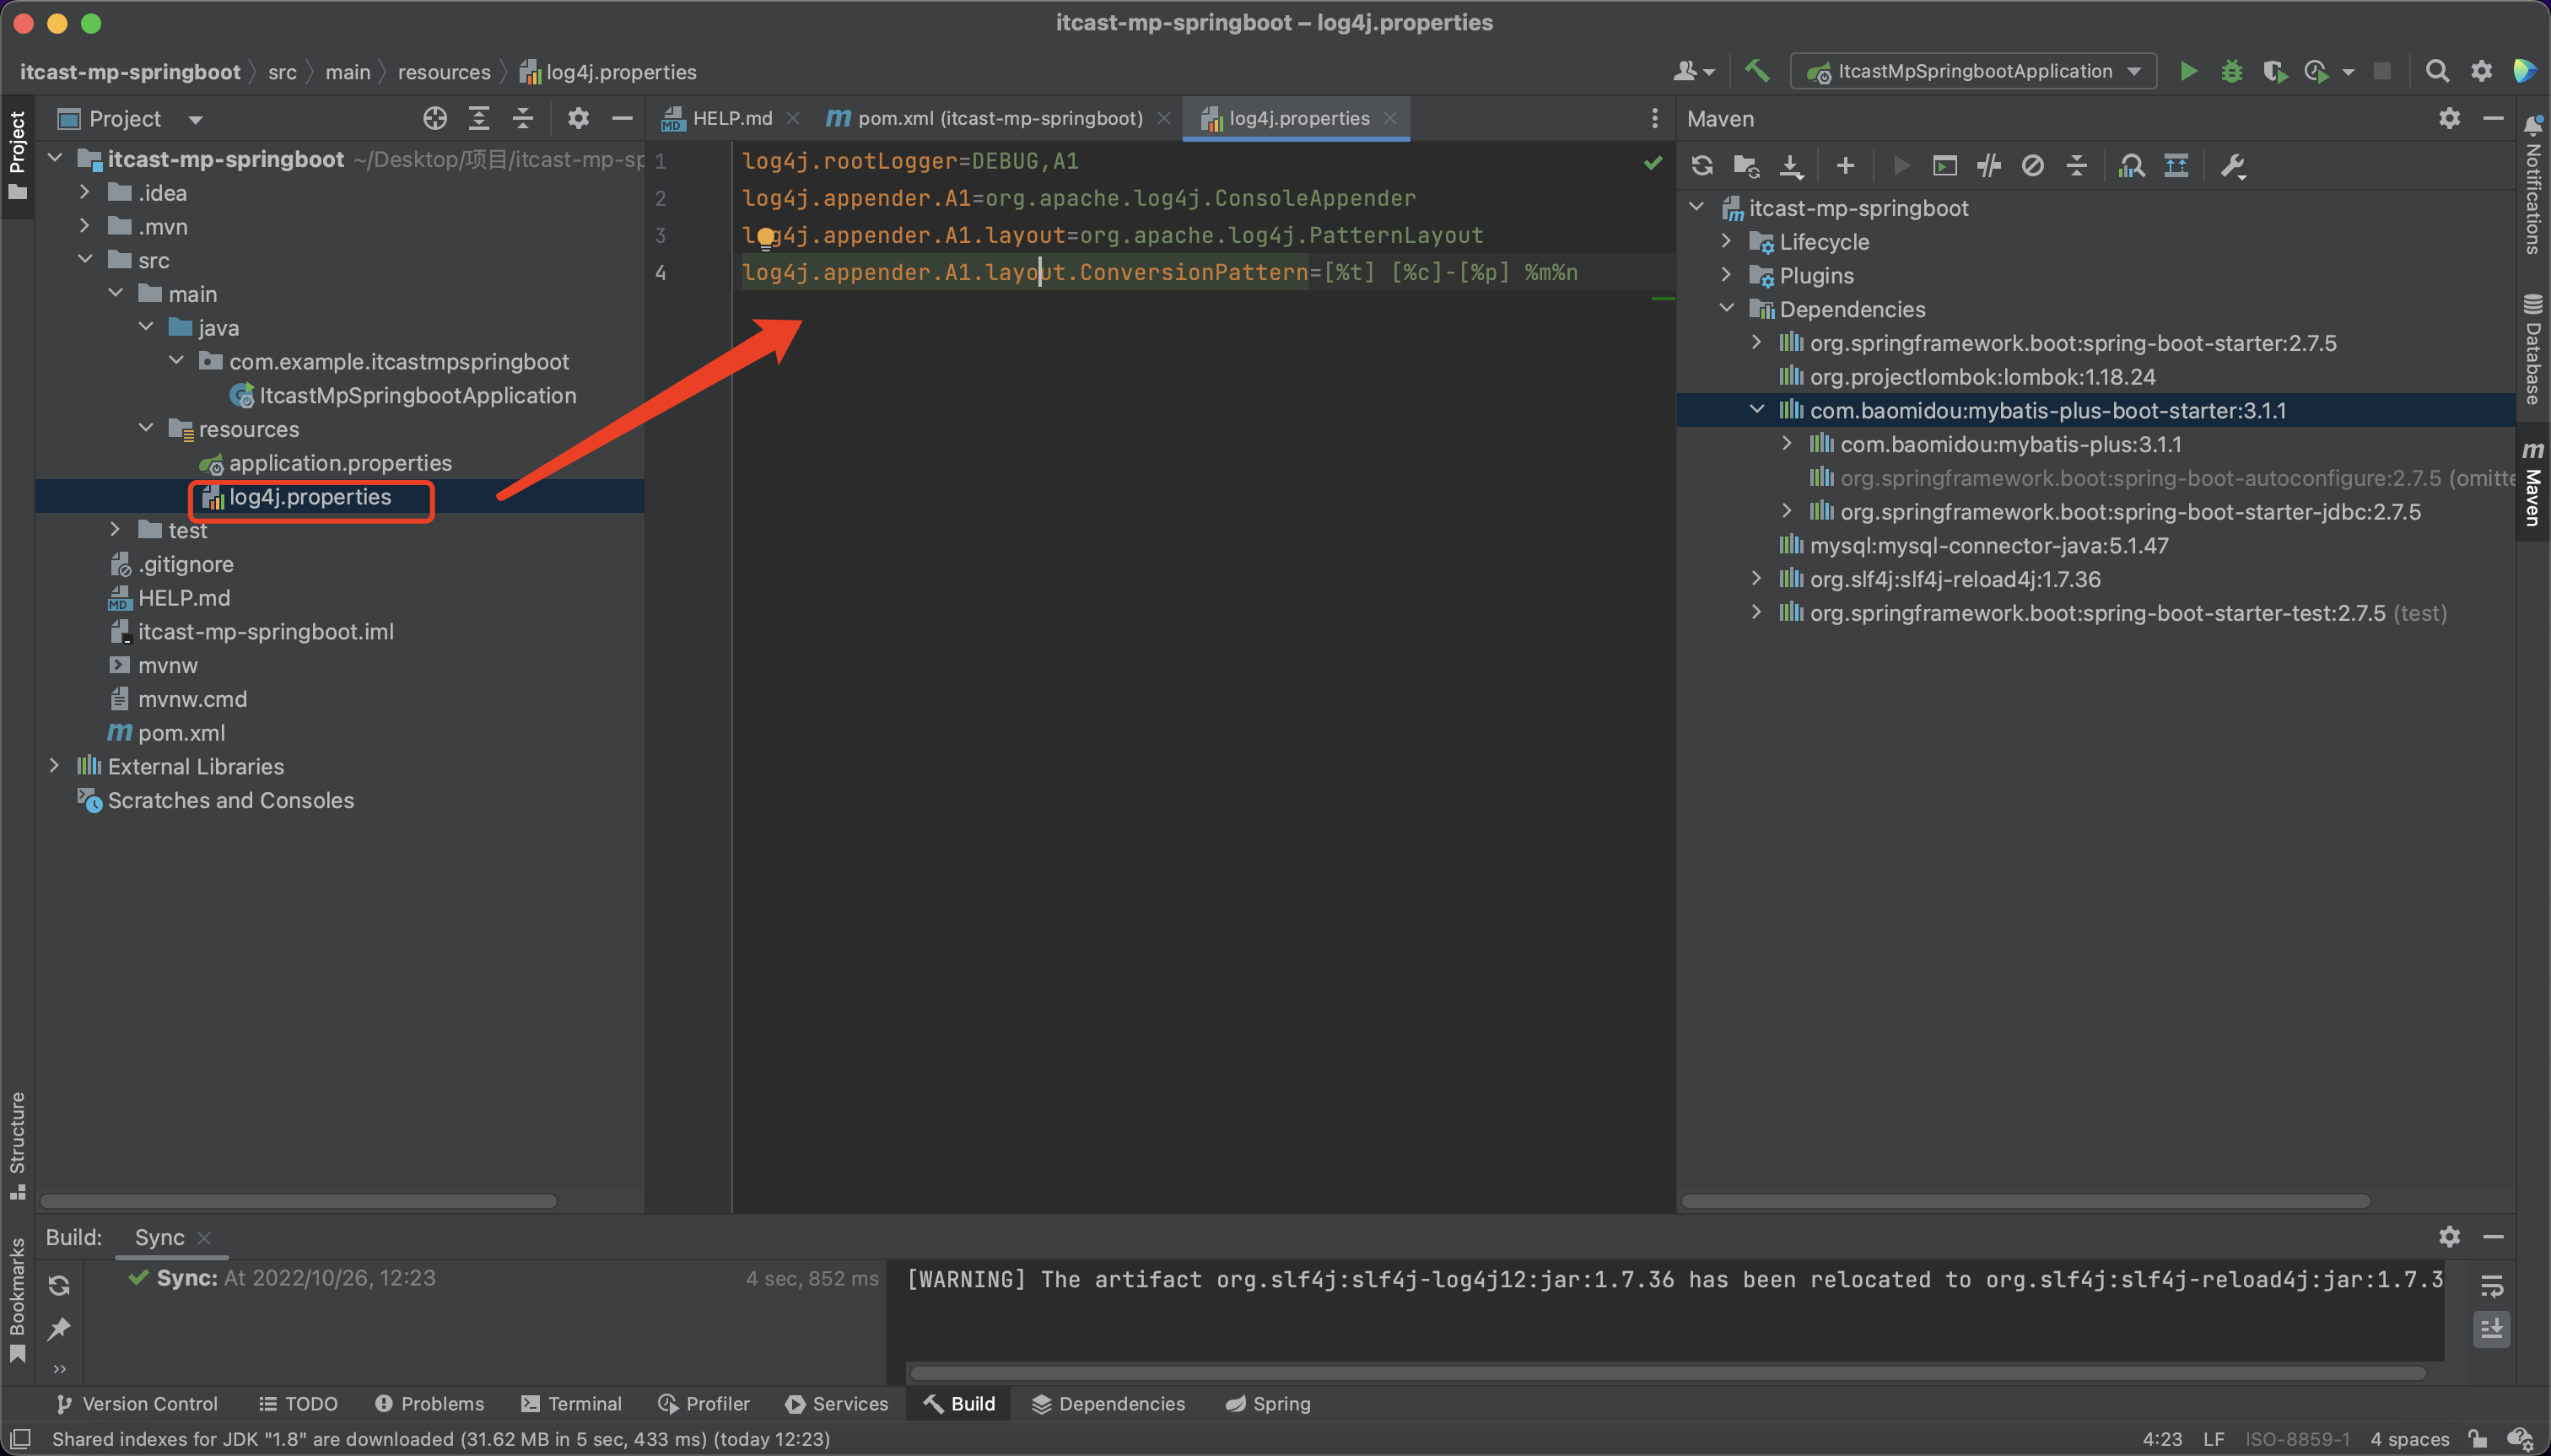 itcast-mp-springboot – log4j.properties
itcast-mp-springboot
src
main
resources
log4j.properties
ItcastMpSpringbootApplication
Project
HELP.md
pom.xml (itcast-mp-springboot)
log4j.properties
Maven
Project
itcast-mp-springboot ~/Desktop/项目/itcast-mp-sp
.idea
.mvn
src
main
java
com.example.itcastmpspringboot
ItcastMpSpringbootApplication
resources
application.properties
log4j.properties
test
.gitignore
HELP.md
itcast-mp-springboot.iml
mvnw
mvnw.cmd
pom.xml
External Libraries
Scratches and Consoles
1 log4j.rootLogger=DEBUG,A1
2 log4j.appender.A1=org.apache.log4j.ConsoleAppender
3 log4j.appender.A1.layout=org.apache.log4j.PatternLayout
4 log4j.appender.A1.layout.ConversionPattern=[%t] [%c]-[%p] %m%n
itcast-mp-springboot
Lifecycle
Plugins
Dependencies
org.springframework.boot:spring-boot-starter:2.7.5
org.projectlombok:lombok:1.18.24
com.baomidou:mybatis-plus-boot-starter:3.1.1
com.baomidou:mybatis-plus:3.1.1
org.springframework.boot:spring-boot-autoconfigure:2.7.5 (omitte
org.springframework.boot:spring-boot-starter-jdbc:2.7.5
mysql:mysql-connector-java:5.1.47
org.slf4j:slf4j-reload4j:1.7.36
org.springframework.boot:spring-boot-starter-test:2.7.5 (test)
Notifications
Database
Maven
Structure
Bookmarks
Build:
Sync
Sync: At 2022/10/26, 12:23
4 sec, 852 ms
[WARNING] The artifact org.slf4j:slf4j-log4j12:jar:1.7.36 has been relocated to org.slf4j:slf4j-reload4j:jar:1.7.3
Version Control
TODO
Problems
Terminal
Profiler
Services
Build
Dependencies
Spring
Shared indexes for JDK "1.8" are downloaded (31.62 MB in 5 sec, 433 ms) (today 12:23)
4:23
LF
ISO-8859-1
4 spaces